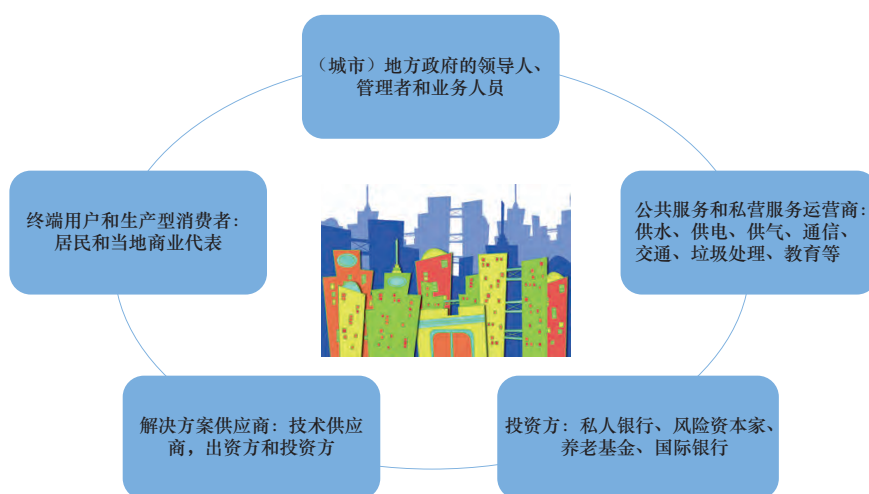 （城市）地方政府的领导人、
管理者和业务人员
终端用户和生产型消费者：
居民和当地商业代表
公共服务和私营服务运营商：
供水、供电、供气、通信、
交通、垃圾处理、教育等
解决方案供应商：技术供应
商，出资方和投资方
投资方：私人银行、风险资本家、
养老基金、国际银行